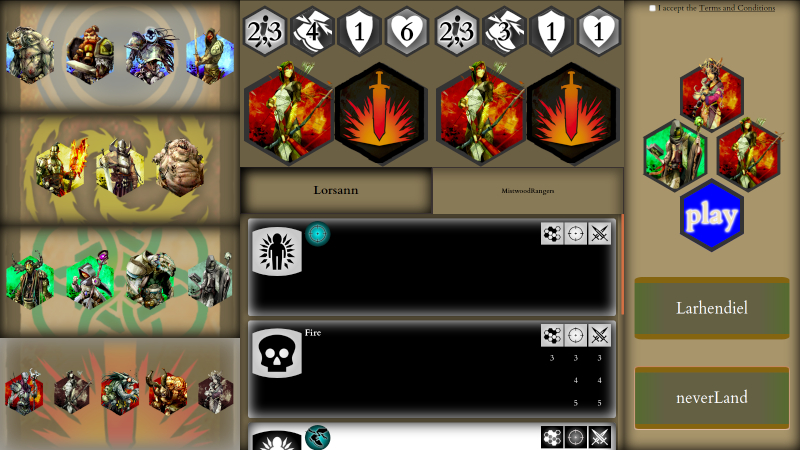 2/3 4 1 6 2/3 3 1 1
I accept the Terms and Conditions
Lorsann
MistwoodRangers
play
Fire
3 3 3
4 4
5 5
Larhendiel
neverLand